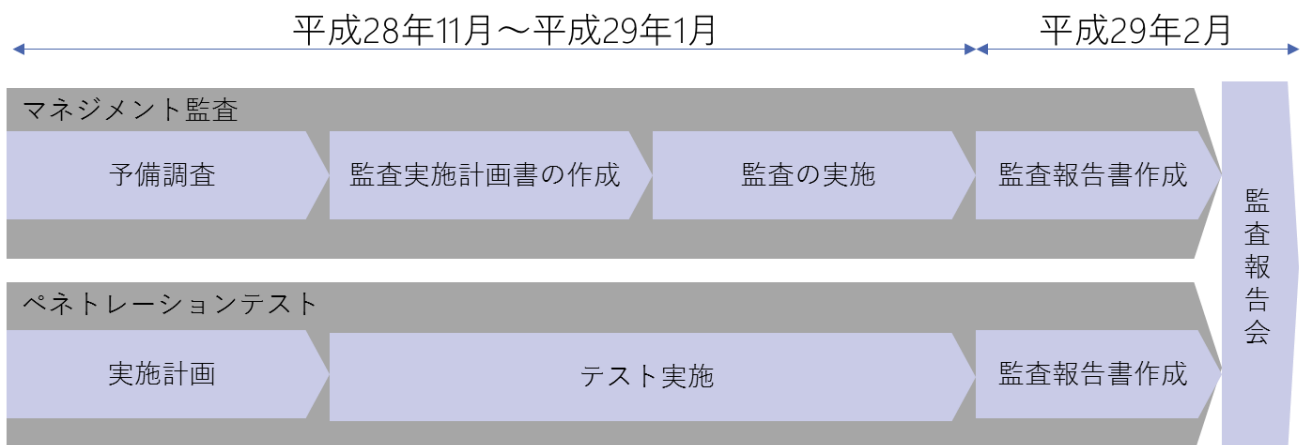 平成28年11月～平成29年1月
平成29年2月
マネジメント監査
予備調査
監査実施計画書の作成
監査の実施
監査報告書作成
ペネトレーションテスト
実施計画
テスト実施
監査報告書作成
監査報告会